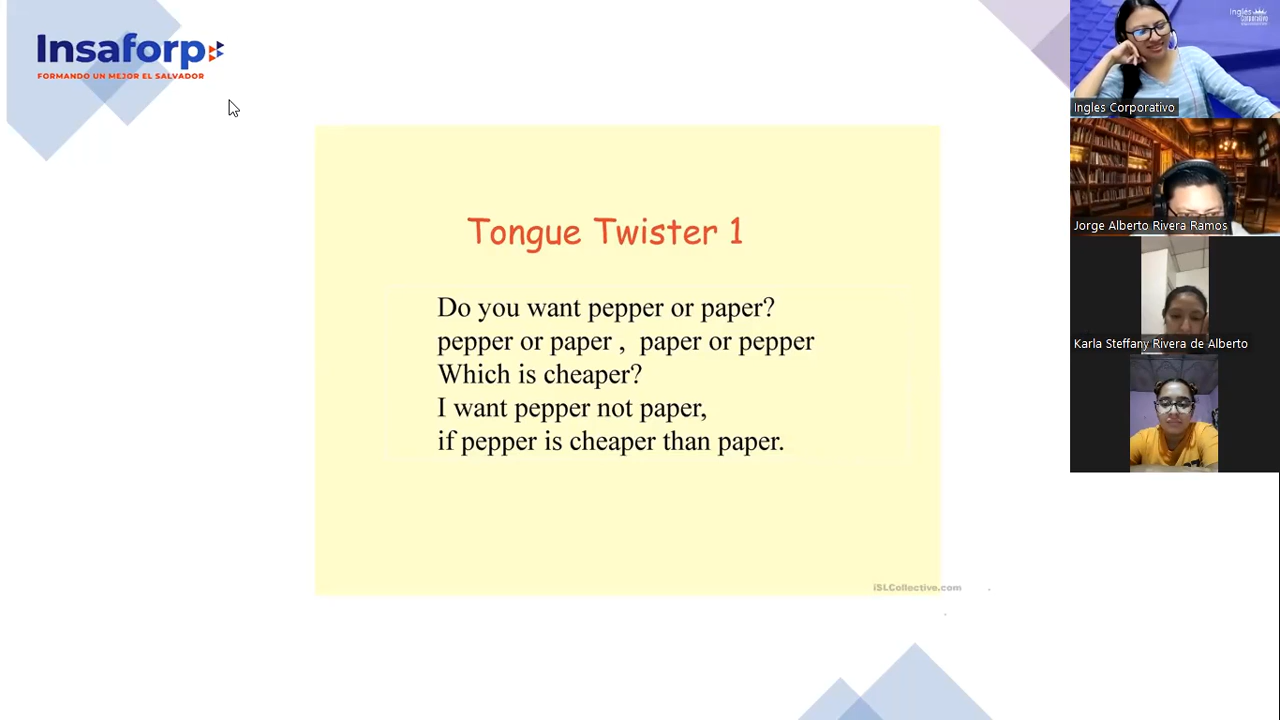 Insaforp
FORMANDO UN MEJOR EL SALVADOR
Tongue Twister 1
Do you want pepper or paper?
pepper or paper ,  paper or pepper
Which is cheaper?
I want pepper not paper,
if pepper is cheaper than paper.
iSLCollective.com
Inglés
Corporativo
Ingles Corporativo
Jorge Alberto Rivera Ramos
Karla Steffany Rivera de Alberto